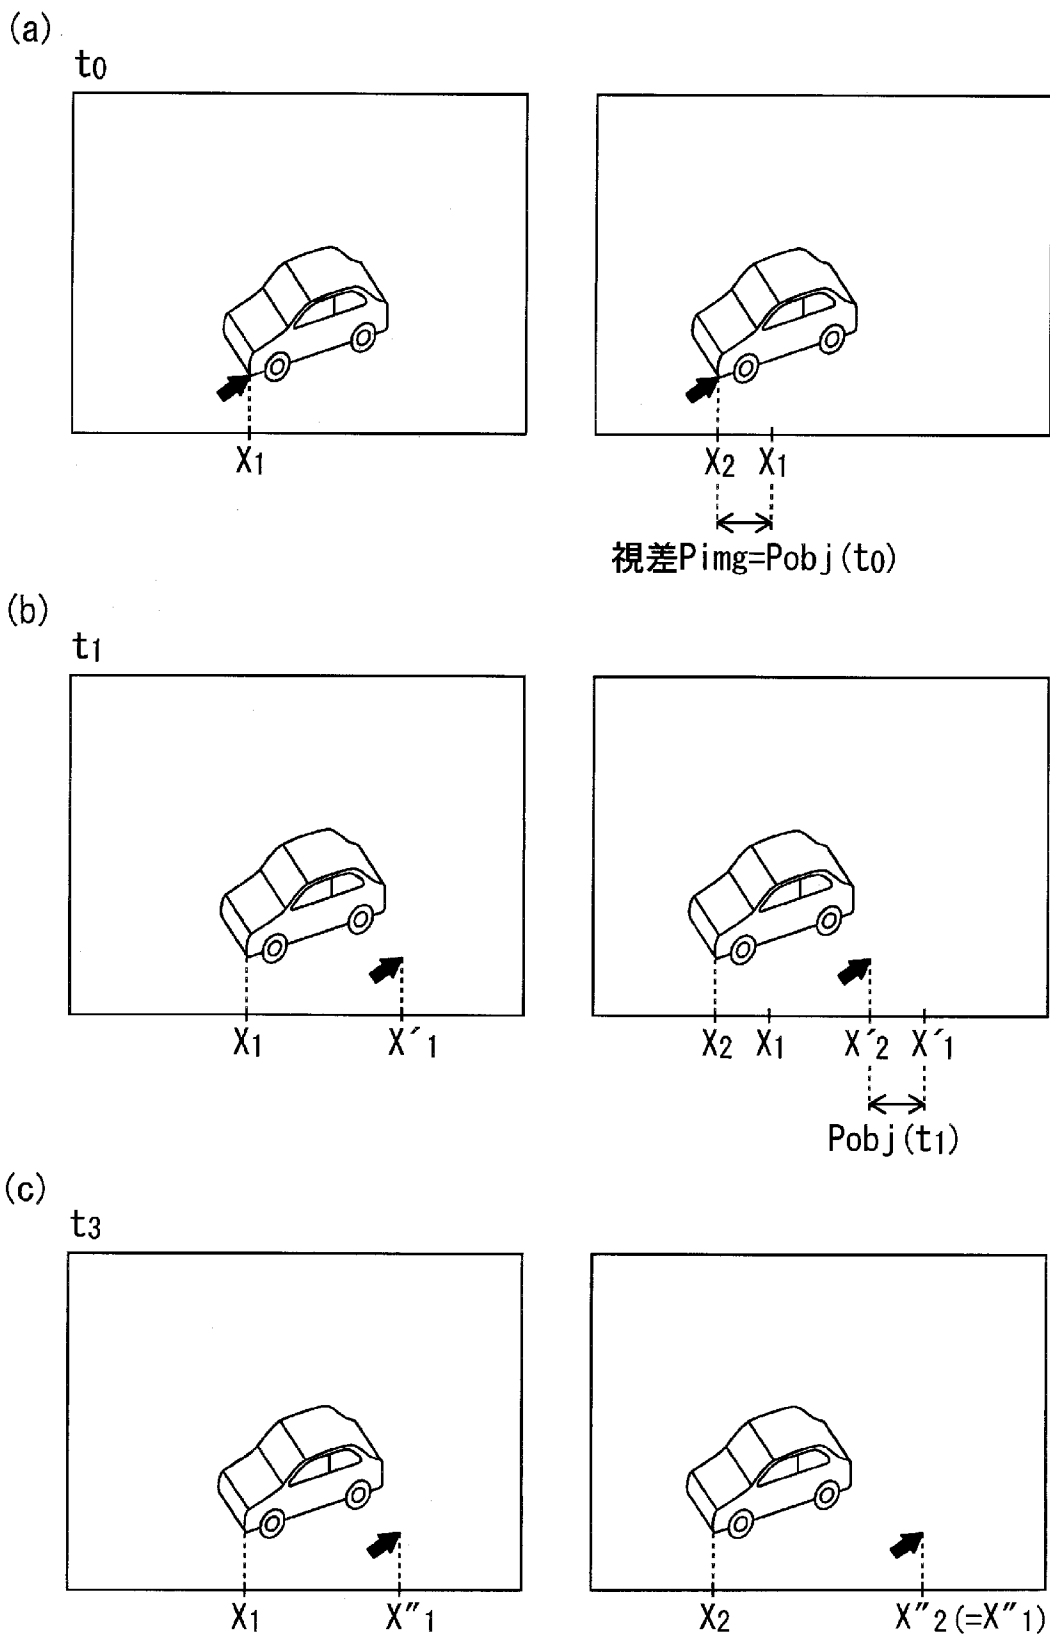 (a)
t0
X1
X2 X1
視差Pimg=Pobj(t0)
(b)
t1
X1 X´1
X2 X1 X´2 X´1
Pobj(t1)
(c)
t3
X1 X″1
X2 X″2(=X″1)